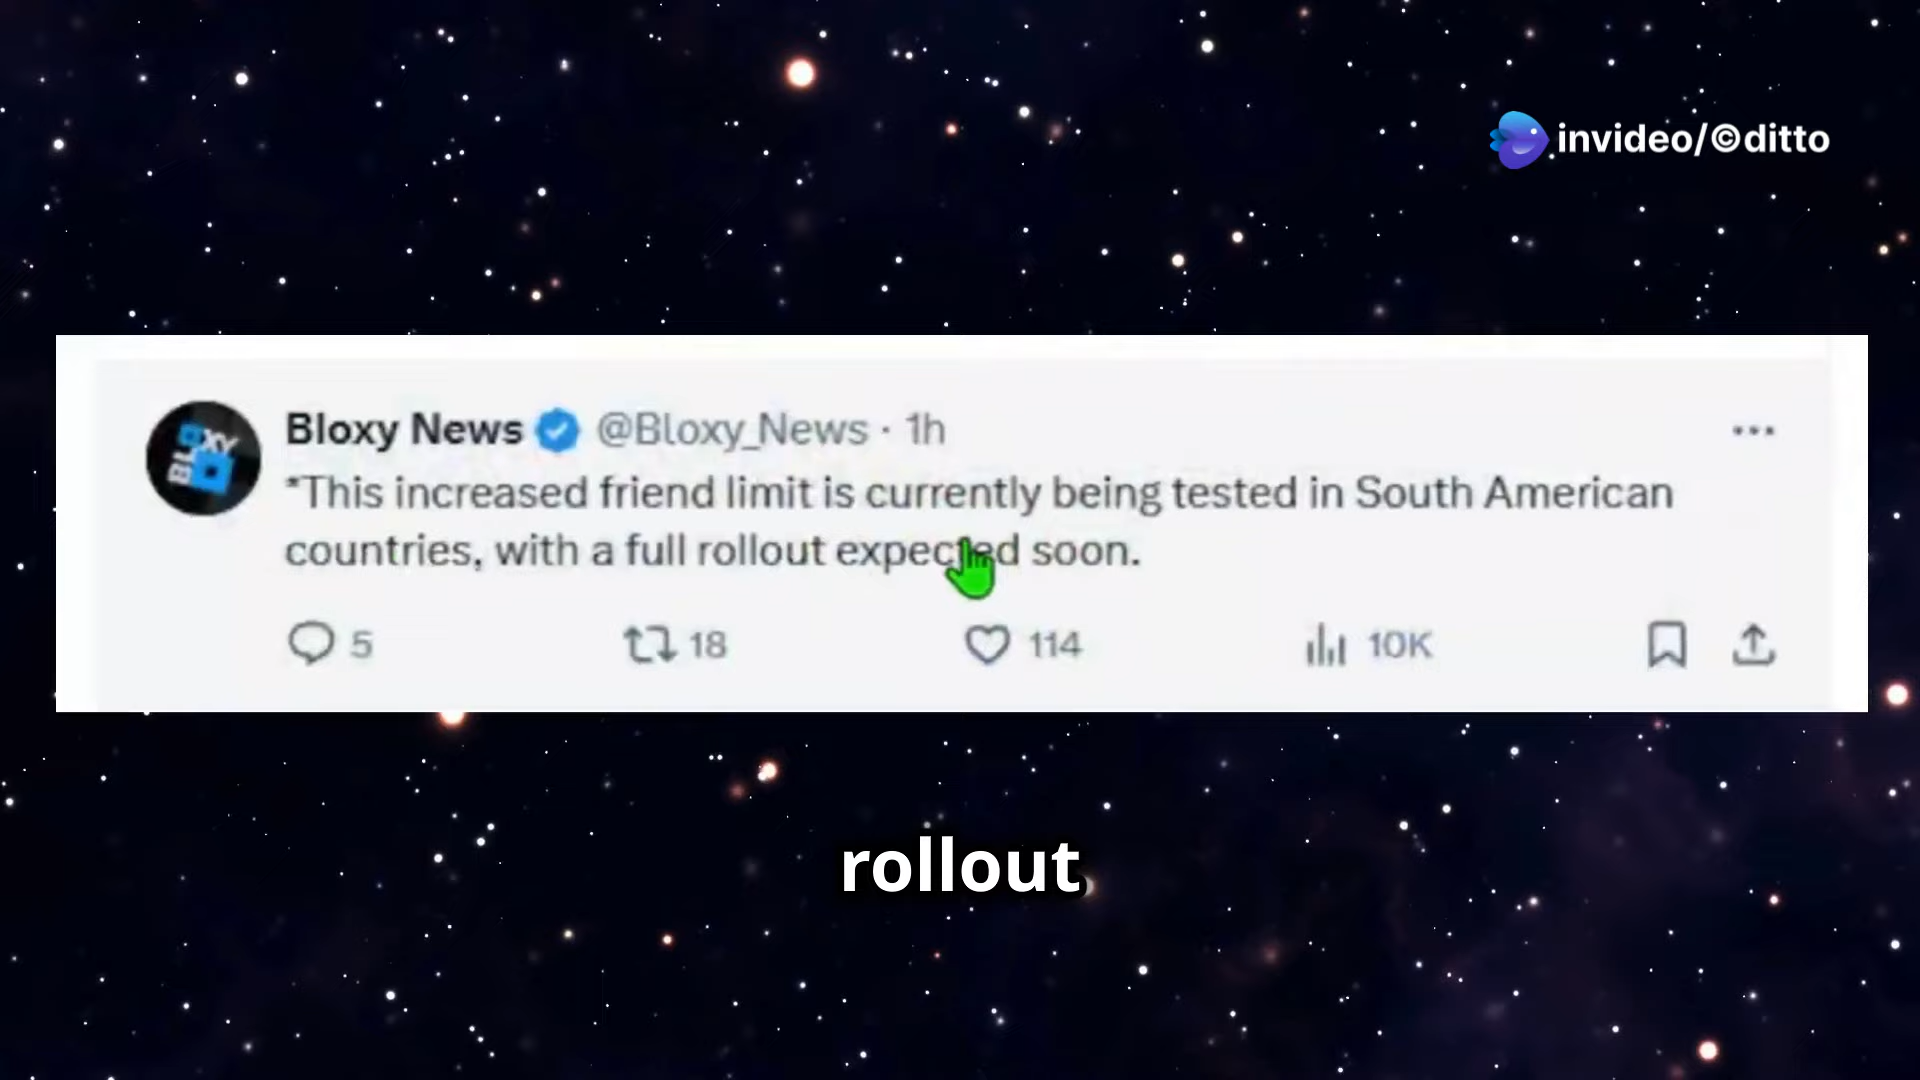 invideo/©ditto
Bloxy News @Bloxy_News · 1h
*This increased friend limit is currently being tested in South American
countries, with a full rollout expected soon.
5 18 114 10K
rollout